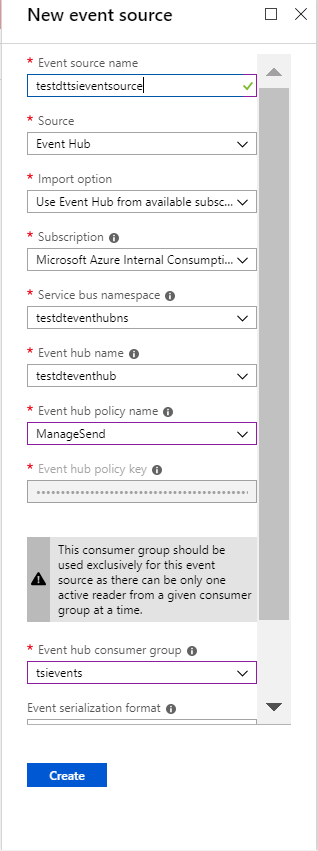 New event source
* Event source name
testdttsieventsource
* Source
Event Hub
* Import option
Use Event Hub from available subsc...
* Subscription
Microsoft Azure Internal Consumpti...
* Service bus namespace
testdteventhubns
* Event hub name
testdteventhub
* Event hub policy name
ManageSend
* Event hub policy key
* Event hub consumer group
This consumer group should be
used exclusively for this event
source as there can be only one
active reader from a given consumer
group at a time.
tsievents
Event serialization format
Create